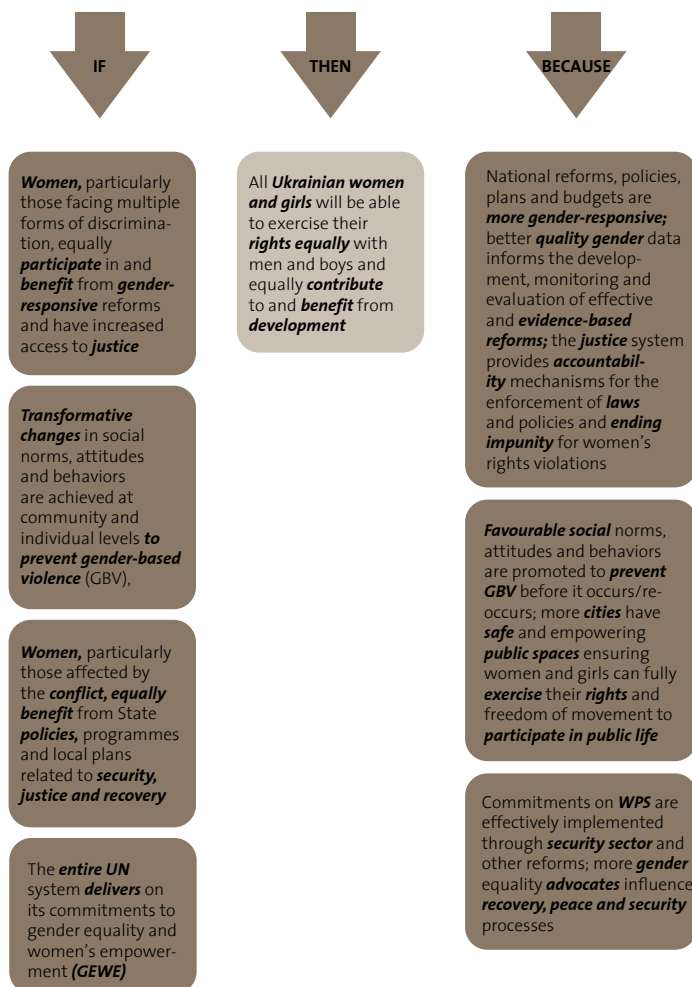 IF
THEN
BECAUSE
Women, particularly
those facing multiple
forms of discrimina-
tion, equally
participate in and
benefit from gender-
responsive reforms
and have increased
access to justice
Transformative
changes in social
norms, attitudes
and behaviors
are achieved at
community and
individual levels to
prevent gender-based
violence (GBV),
Women, particularly
those affected by
the conflict, equally
benefit from State
policies, programmes
and local plans
related to security,
justice and recovery
The entire UN
system delivers on
its commitments to
gender equality and
women's empower-
ment (GEWE)
All Ukrainian women
and girls will be able
to exercise their
rights equally with
men and boys and
equally contribute
to and benefit from
development
National reforms, policies,
plans and budgets are
more gender-responsive;
better quality gender data
informs the develop-
ment, monitoring and
evaluation of effective
and evidence-based
reforms; the justice system
provides accountabil-
ity mechanisms for the
enforcement of laws
and policies and ending
impunity for women's
rights violations
Favourable social norms,
attitudes and behaviors
are promoted to prevent
GBV before it occurs/re-
occurs; more cities have
safe and empowering
public spaces ensuring
women and girls can fully
exercise their rights and
freedom of movement to
participate in public life
Commitments on WPS are
effectively implemented
through security sector and
other reforms; more gender
equality advocates influence
recovery, peace and security
processes